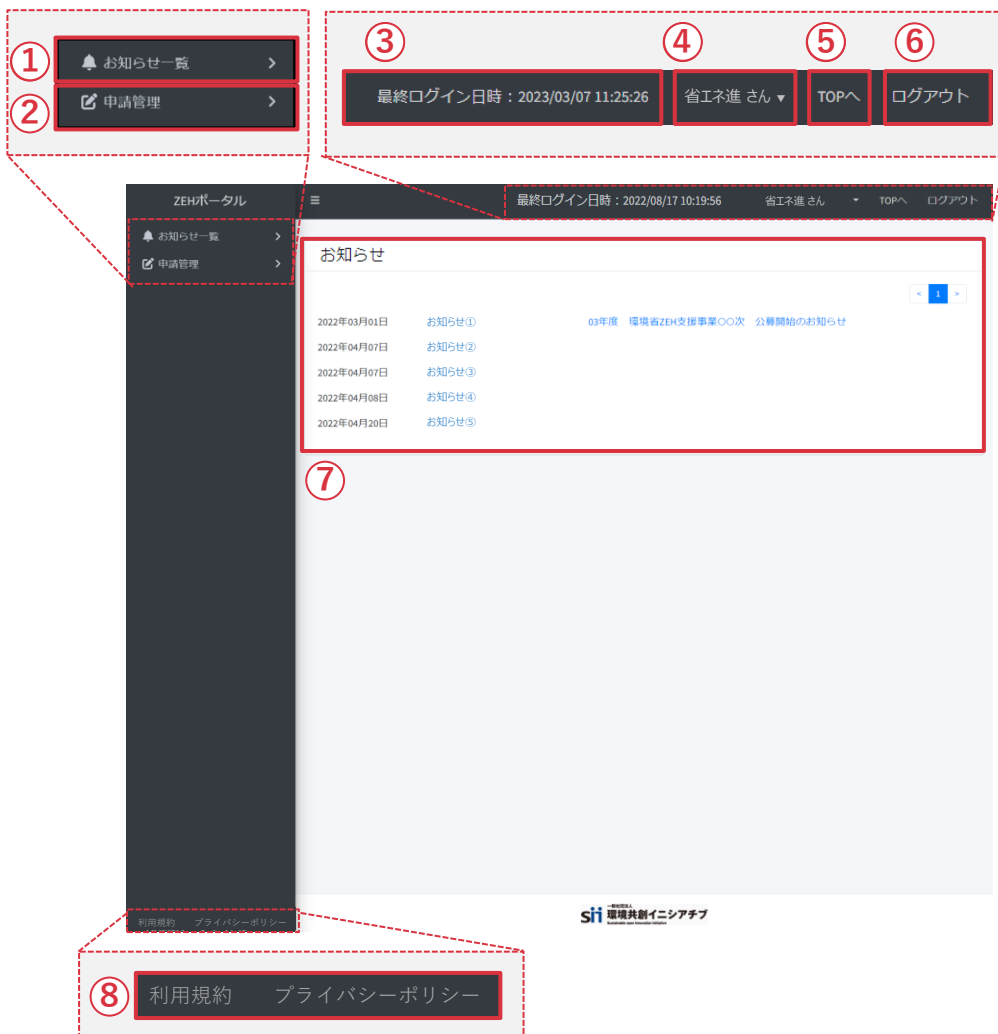 ① お知らせ一覧
② 申請管理
③ ④ ⑤ ⑥
最終ログイン日時：2023/03/07 11:25:26 省エネ進 さん ▼ TOPへ ログアウト
ZEHポータル 最終ログイン日時：2022/08/17 10:19:56 省エネ進 さん TOPへ ログアウト
お知らせ一覧
申請管理
お知らせ
< 1 >
2022年03月01日 お知らせ① 03年度 環境省ZEH支援事業○○次 公募開始のお知らせ
2022年04月07日 お知らせ②
2022年04月07日 お知らせ③
2022年04月08日 お知らせ④
2022年04月20日 お知らせ⑤
⑦
利用規約 プライバシーポリシー
一般社団法人
sii 環境共創イニシアチブ
⑧ 利用規約 プライバシーポリシー